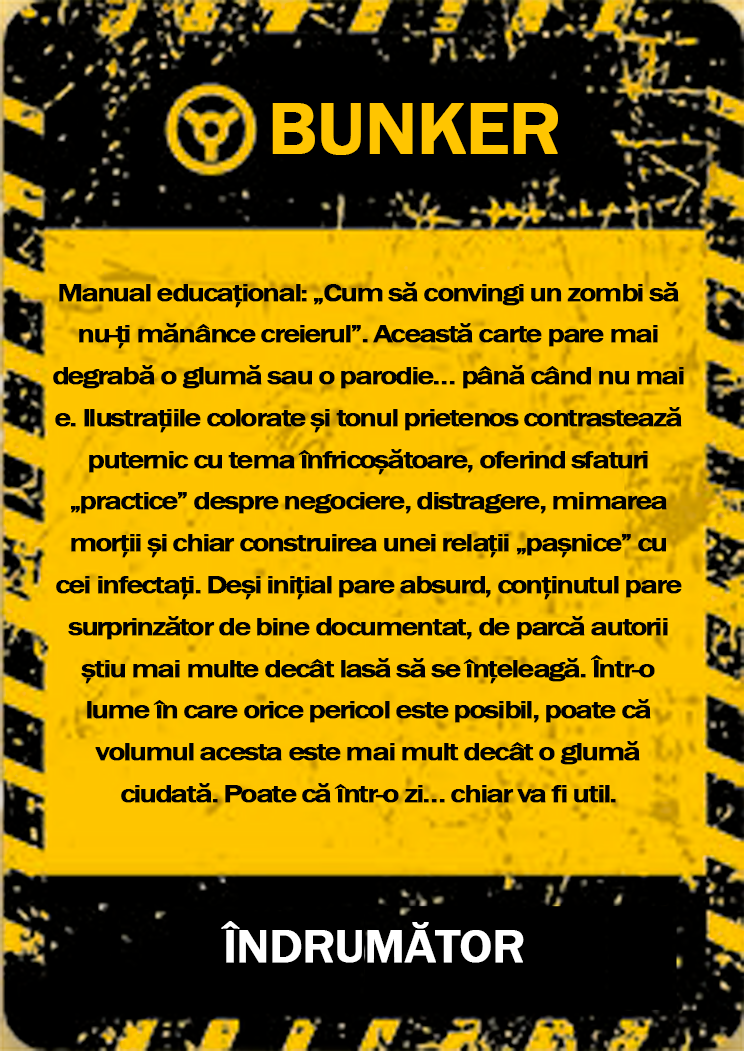 BUNKER
Manual educațional: „Cum să convingi un zombi să
nu-ți mănânce creierul”. Această carte pare mai
degrabă o glumă sau o parodie... până când nu mai
e. Ilustrațiile colorate și tonul prietenos contrastează
puternic cu tema înfricoșătoare, oferind sfaturi
„practice” despre negociere, distragere, mimarea
morții și chiar construirea unei relații „pașnice” cu
cei infectați. Deși inițial pare absurd, conținutul pare
surprinzător de bine documentat, de parcă autorii
știu mai multe decât lasă să se înțeleagă. Într-o
lume în care orice pericol este posibil, poate că
volumul acesta este mai mult decât o glumă
ciudată. Poate că într-o zi... chiar va fi util.
ÎNDRUMĂTOR